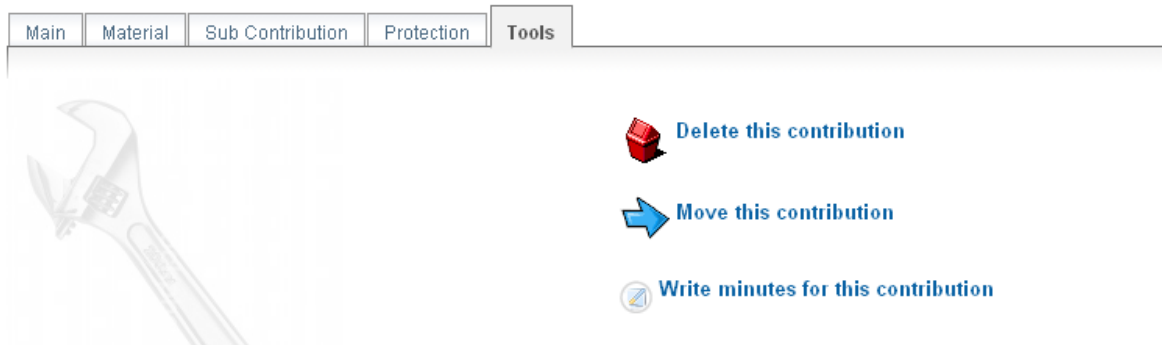 Main Material Sub Contribution Protection Tools
Delete this contribution
Move this contribution
Write minutes for this contribution